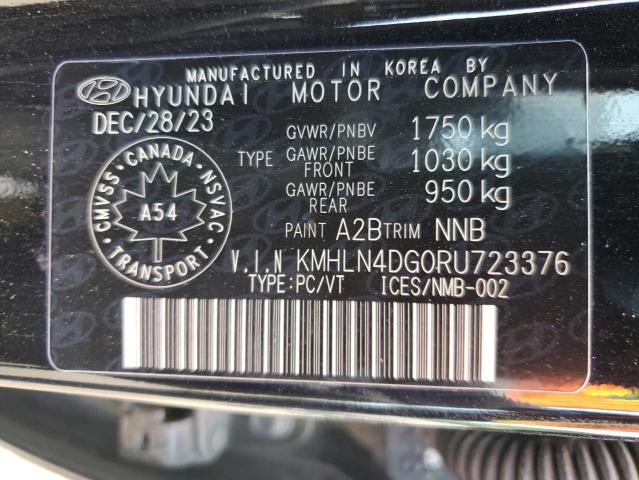 MANUFACTURED IN KOREA BY
HYUNDAI MOTOR COMPANY
DEC/28/23
GVWR/PNBV 1750 kg
TYPE GAWR/PNBE FRONT 1030 kg
GAWR/PNBE REAR 950 kg
PAINT A2B TRIM NNB
CANADA
CMVSS NSVAC
A54
TRANSPORT
V.I.N KMHLN4DG0RU723376
TYPE:PC/VT ICES/NMB-002